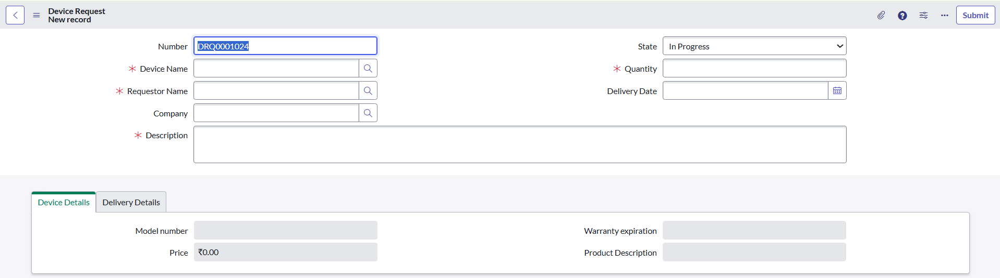 Device Request
New record
Submit
Number DRQ0001024
State In Progress
* Device Name
* Quantity
* Requestor Name
Delivery Date
Company
* Description
Device Details Delivery Details
Model number
Warranty expiration
Price ₹0.00
Product Description